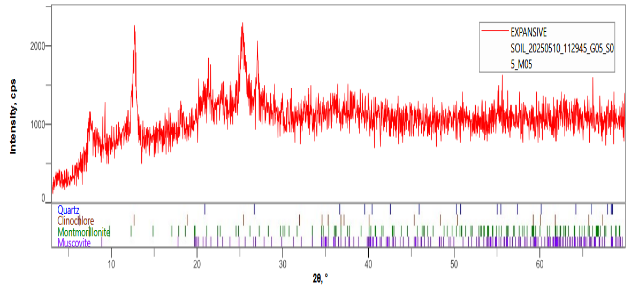 EXPANSIVE
SOIL_20250510_112945_G05_S0
5_M05
Intensity, cps
2000
1000
0
Quartz
Clinochlore
Montmorillonite
Muscovite
10 20 30 40 50 60
2θ, °